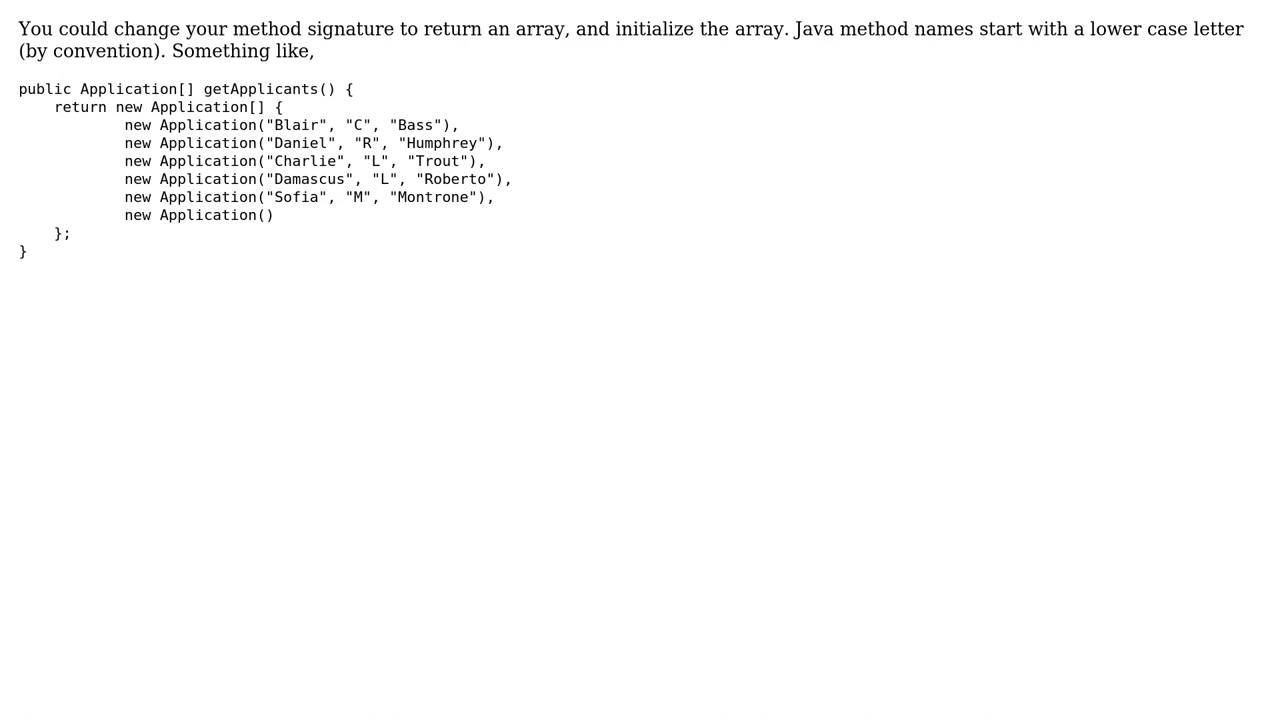 You could change your method signature to return an array, and initialize the array. Java method names start with a lower case letter
(by convention). Something like,
public Application[] getApplicants() {
    return new Application[] {
            new Application("Blair", "C", "Bass"),
            new Application("Daniel", "R", "Humphrey"),
            new Application("Charlie", "L", "Trout"),
            new Application("Damascus", "L", "Roberto"),
            new Application("Sofia", "M", "Montrone"),
            new Application()
    };
}